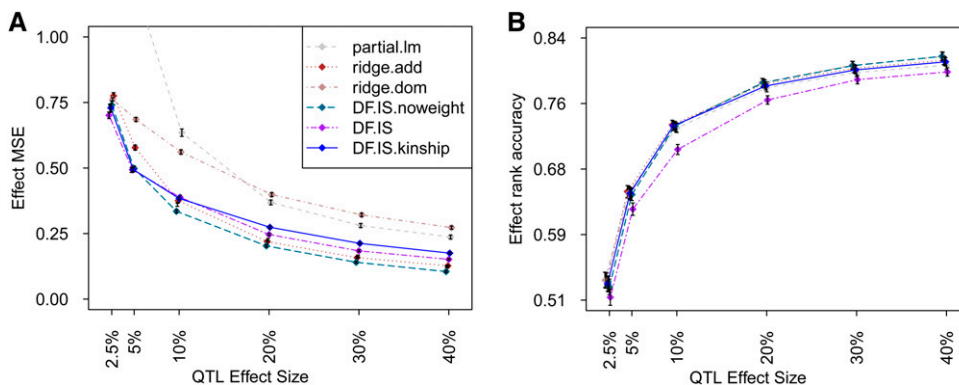 A
Effect MSE
1.00
0.75
0.50
0.25
0.00
partial.lm
ridge.add
ridge.dom
DF.IS.noweight
DF.IS
DF.IS.kinship
2.5%
5%
10%
20%
30%
40%
QTL Effect Size
B
Effect rank accuracy
0.84
0.76
0.68
0.59
0.51
2.5%
5%
10%
20%
30%
40%
QTL Effect Size